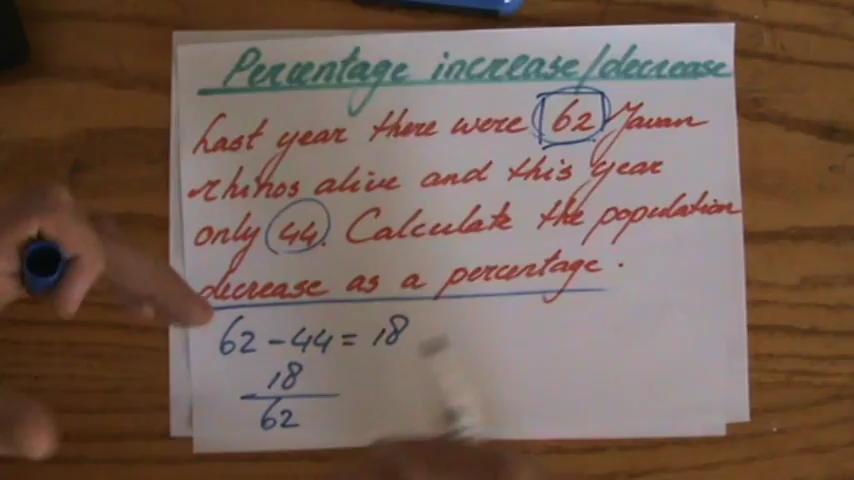 Percentage increase/decrease
Last year there were 62 Javan
rhinos alive and this year
only 44. Calculate the population
decrease as a percentage.
62-44=18
18
62